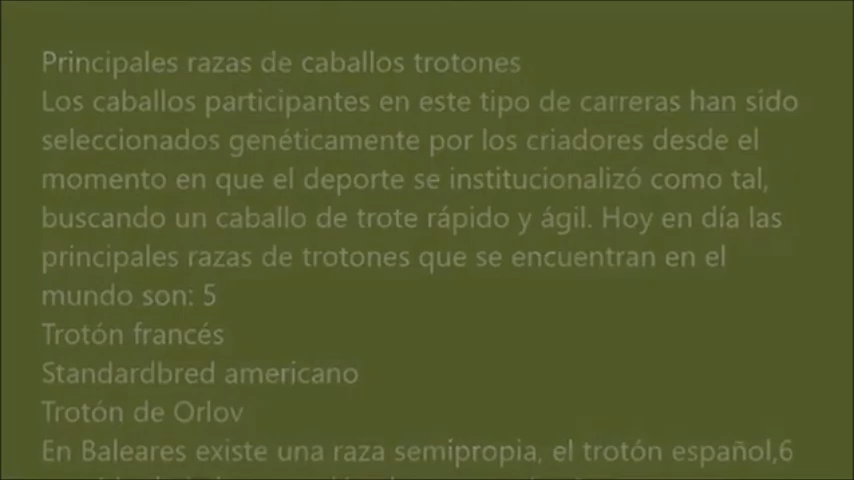 Principales razas de caballos trotones
Los caballos participantes en este tipo de carreras han sido
seleccionados genéticamente por los criadores desde el
momento en que el deporte se institucionalizó como tal,
buscando un caballo de trote rápido y ágil. Hoy en día las
principales razas de trotones que se encuentran en el
mundo son: 5
Trotón francés
Standardbred americano
Trotón de Orlov
En Baleares existe una raza semipropia, el trotón español,6